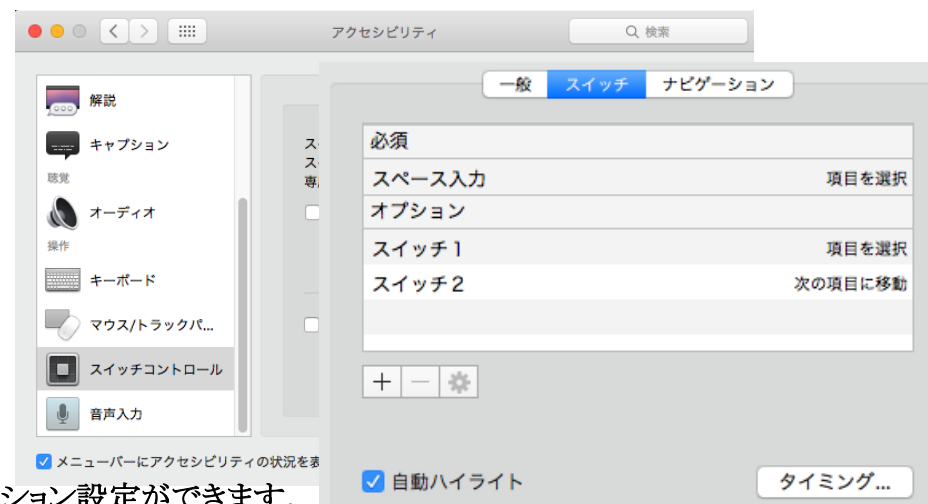 アクセシビリティ
検索
解説
キャプション
聴覚
オーディオ
操作
キーボード
マウス/トラックパ...
スイッチコントロール
音声入力
メニューバーにアクセシビリティの状況を表
ス
ス
専
一般 スイッチ ナビゲーション
必須
スペース入力 項目を選択
オプション
スイッチ 1 項目を選択
スイッチ 2 次の項目に移動
自動ハイライト タイミング...
ション設定ができます。